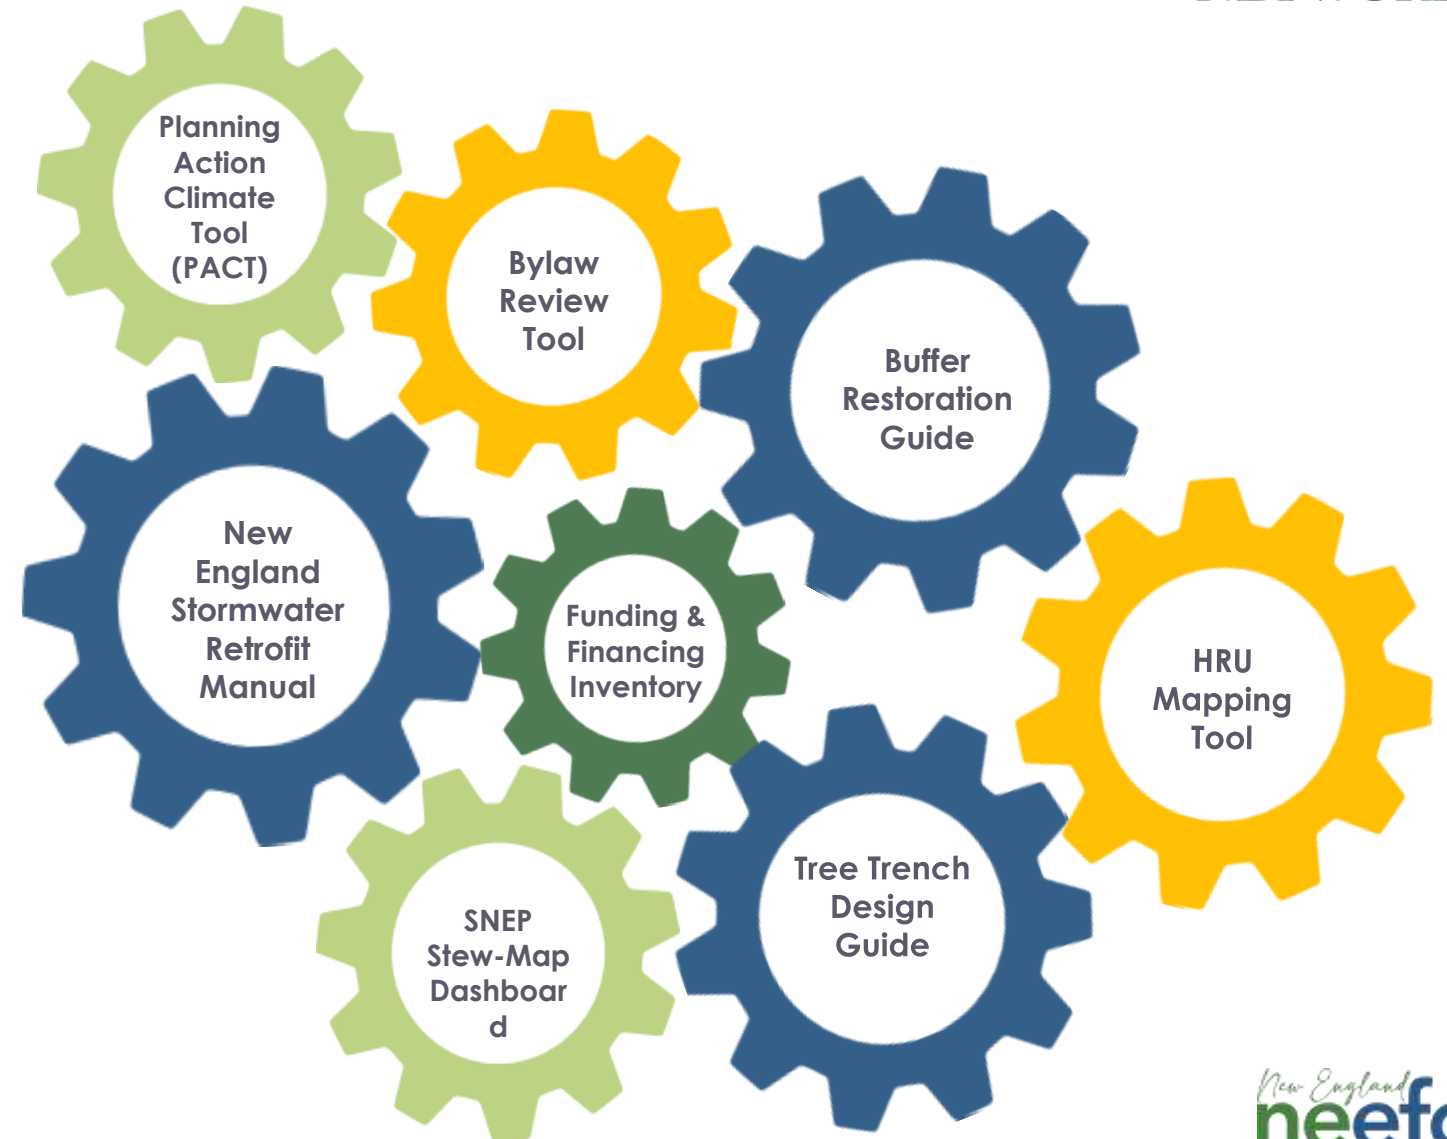 Planning
Action
Climate
Tool
(PACT)
Bylaw
Review
Tool
Buffer
Restoration
Guide
New
England
Stormwater
Retrofit
Manual
Funding &
Financing
Inventory
HRU
Mapping
Tool
Tree Trench
Design
Guide
SNEP
Stew-Map
Dashboar
d
New England